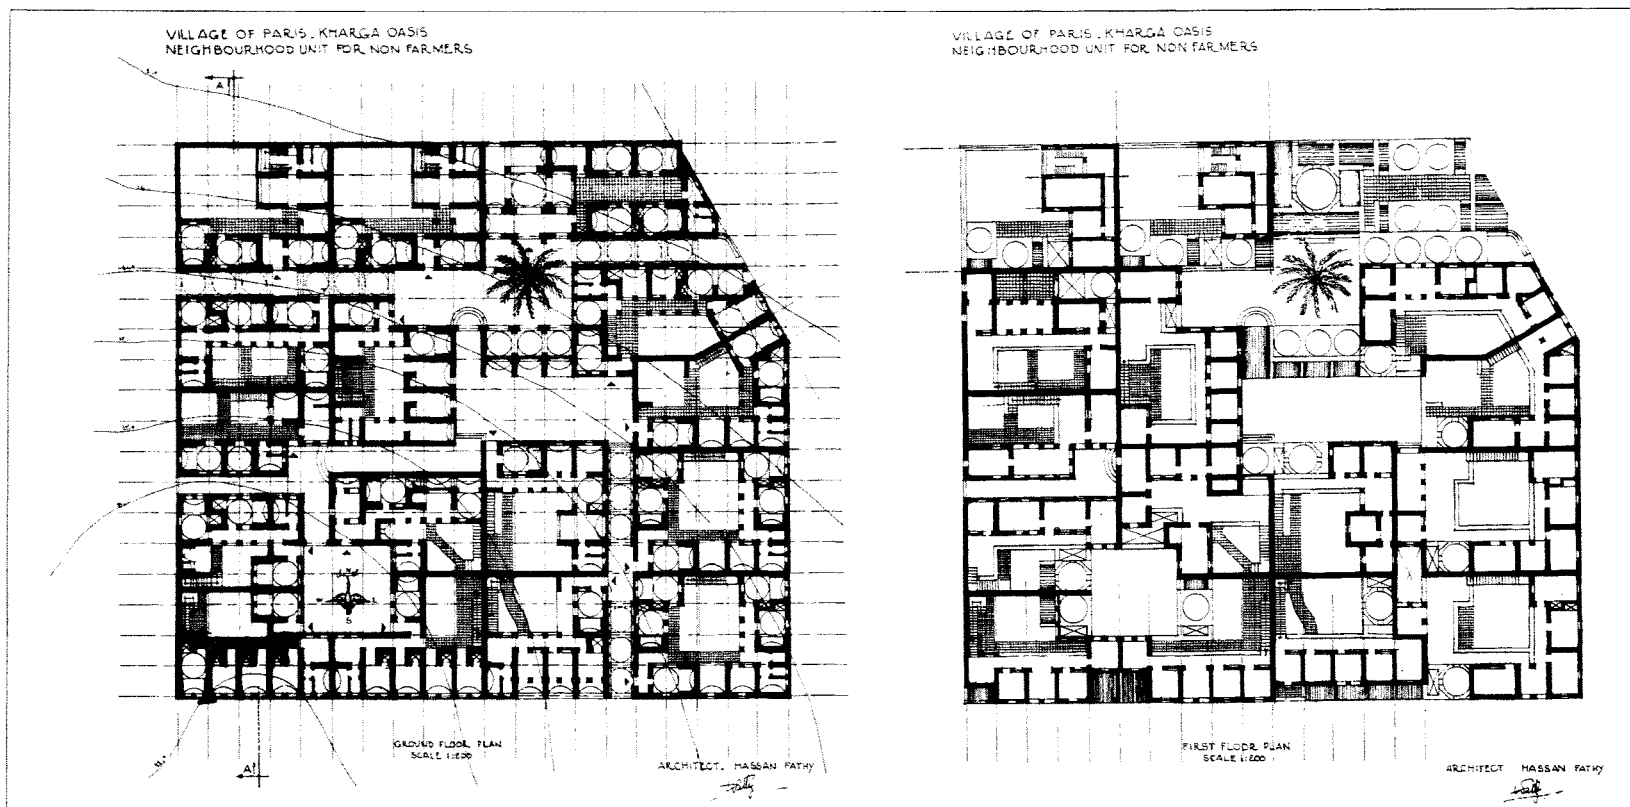 VILLAGE OF PARIS . KHARGA OASIS
NEIGHBOURHOOD UNIT FOR NON FARMERS
A
N
S
A
GROUND FLOOR PLAN
SCALE 1:200
ARCHITECT. HASSAN FATHY
VILLAGE OF PARIS . KHARGA OASIS
NEIGHBOURHOOD UNIT FOR NON FARMERS
FIRST FLOOR PLAN
SCALE 1:200
ARCHITECT HASSAN FATHY